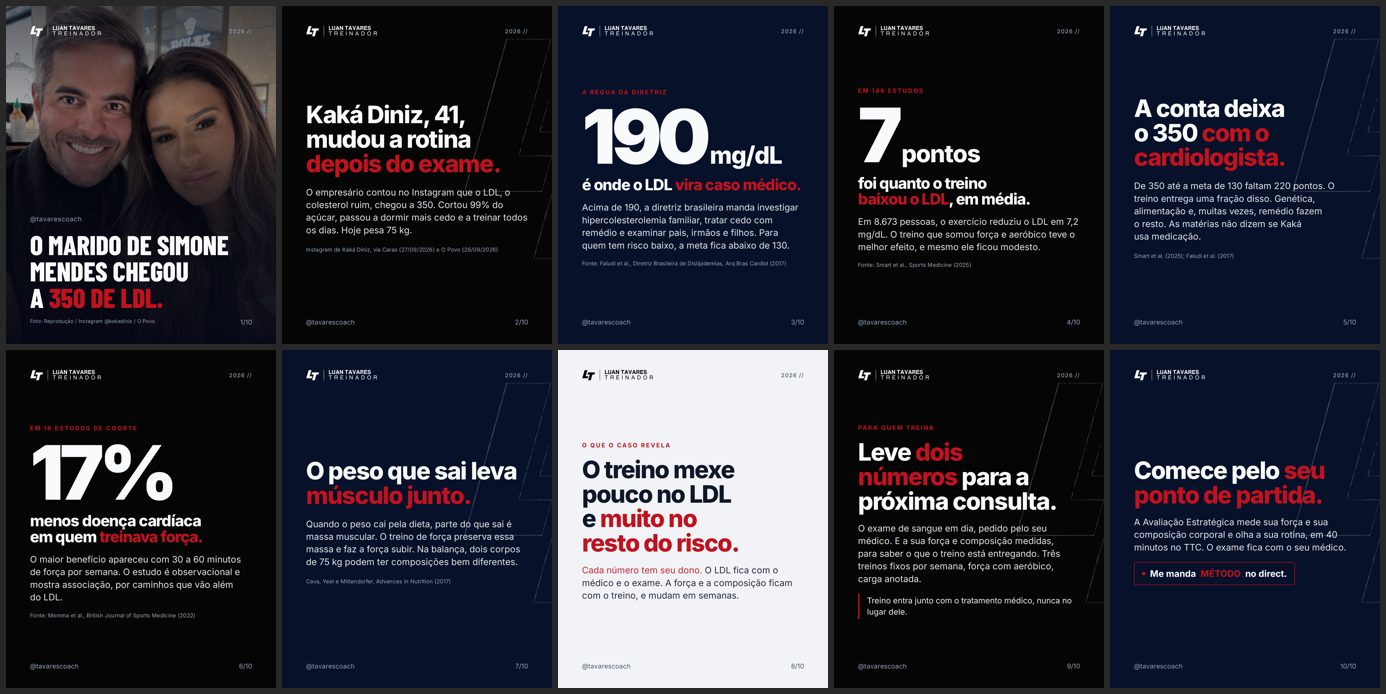 LT | LUAN TAVARES
TREINADOR
2026 //
ROLEX
@tavarescoach
O MARIDO DE SIMONE
MENDES CHEGOU
A 350 DE LDL.
Foto: Reprodução / Instagram @kakadiniz / O Povo
1/10
LT | LUAN TAVARES
TREINADOR
2026 //
Kaká Diniz, 41,
mudou a rotina
depois do exame.
O empresário contou no Instagram que o LDL, o
colesterol ruim, chegou a 350. Cortou 99% do
açúcar, passou a dormir mais cedo e a treinar todos
os dias. Hoje pesa 75 kg.
Instagram de Kaká Diniz, via Caras (27/09/2026) e O Povo (26/09/2026)
@tavarescoach
2/10
LT | LUAN TAVARES
TREINADOR
2026 //
A RÉGUA DA DIRETRIZ
190 mg/dL
é onde o LDL vira caso médico.
Acima de 190, a diretriz brasileira manda investigar
hipercolesterolemia familiar, tratar cedo com
remédio e examinar pais, irmãos e filhos. Para
quem tem risco baixo, a meta fica abaixo de 130.
Fonte: Faludi et al., Diretriz Brasileira de Dislipidemias, Arq Bras Cardiol (2017)
@tavarescoach
3/10
LT | LUAN TAVARES
TREINADOR
2026 //
EM 148 ESTUDOS
7 pontos
foi quanto o treino
baixou o LDL, em média.
Em 8.673 pessoas, o exercício reduziu o LDL em 7,2
mg/dL. O treino que somou força e aeróbico teve o
melhor efeito, e mesmo ele ficou modesto.
Fonte: Smart et al., Sports Medicine (2025)
@tavarescoach
4/10
LT | LUAN TAVARES
TREINADOR
2026 //
A conta deixa
o 350 com o
cardiologista.
De 350 até a meta de 130 faltam 220 pontos. O
treino entrega uma fração disso. Genética,
alimentação e, muitas vezes, remédio fazem
o resto. As matérias não dizem se Kaká
usa medicação.
Smart et al. (2025); Faludi et al. (2017)
@tavarescoach
5/10
LT | LUAN TAVARES
TREINADOR
2026 //
EM 16 ESTUDOS DE COORTE
17%
menos doença cardíaca
em quem treinava força.
O maior benefício apareceu com 30 a 60 minutos
de força por semana. O estudo é observacional e
mostra associação, por caminhos que vão além
do LDL.
Fonte: Momma et al., British Journal of Sports Medicine (2022)
@tavarescoach
6/10
LT | LUAN TAVARES
TREINADOR
2026 //
O peso que sai leva
músculo junto.
Quando o peso cai pela dieta, parte do que sai é
massa muscular. O treino de força preserva essa
massa e faz a força subir. Na balança, dois corpos
de 75 kg podem ter composições bem diferentes.
Cava, Yeat e Mittendorfer, Advances in Nutrition (2017)
@tavarescoach
7/10
LT | LUAN TAVARES
TREINADOR
2026 //
O QUE O CASO REVELA
O treino mexe
pouco no LDL
e muito no
resto do risco.
Cada número tem seu dono. O LDL fica com o
médico e o exame. A força e a composição ficam
com o treino, e mudam em semanas.
@tavarescoach
8/10
LT | LUAN TAVARES
TREINADOR
2026 //
PARA QUEM TREINA
Leve dois
números para a
próxima consulta.
O exame de sangue em dia, pedido pelo seu
médico. E a sua força e composição medidas,
para saber o que o treino está entregando. Três
treinos fixos por semana, força com aeróbico,
carga anotada.
Treino entra junto com o tratamento médico, nunca no
lugar dele.
@tavarescoach
9/10
LT | LUAN TAVARES
TREINADOR
2026 //
Comece pelo seu
ponto de partida.
A Avaliação Estratégica mede sua força e sua
composição corporal e olha a sua rotina, em 40
minutos no TTC. O exame fica com o seu médico.
• Me manda MÉTODO no direct.
@tavarescoach
10/10